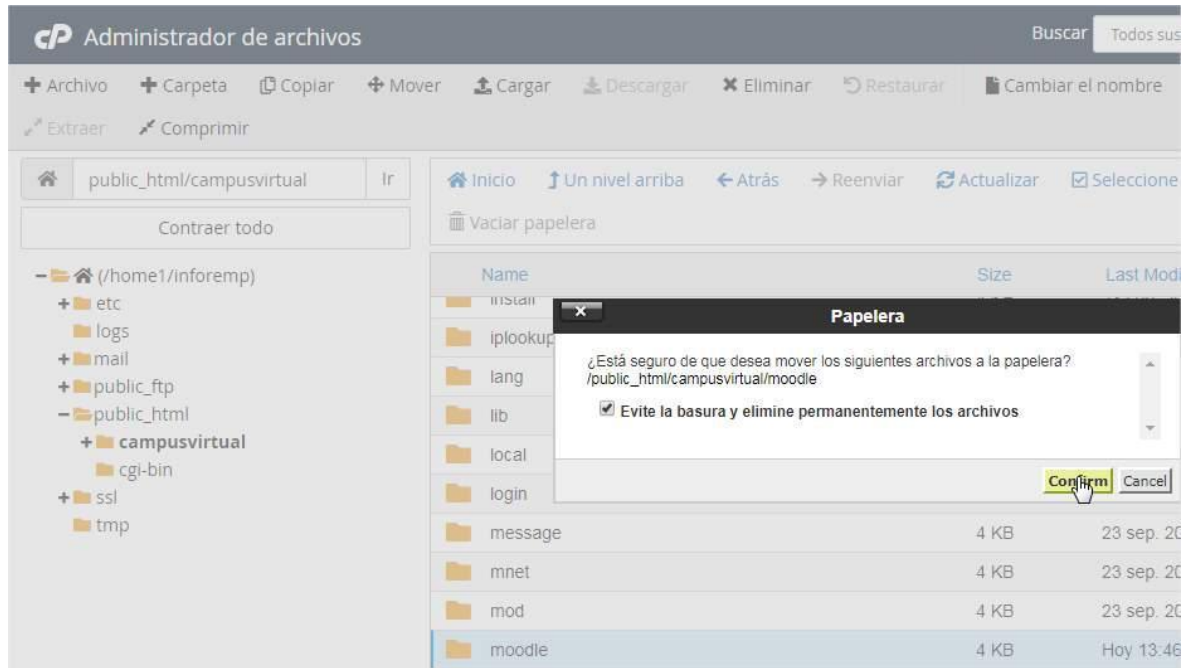 cP Administrador de archivos
Buscar Todos sus
Archivo Carpeta Copiar Mover Cargar Descargar Eliminar Restaurar Cambiar el nombre
Extraer Comprimir
public_html/campusvirtual Ir
Contraer todo
(/home1/inforemp)
etc
logs
mail
public_ftp
public_html
campusvirtual
cgi-bin
ssl
tmp
Inicio Un nivel arriba Atrás Reenviar Actualizar Seleccione
Vaciar papelera
Name Size Last Modi
install
iplookup
lang
lib
local
login
message 4 KB 23 sep. 20
mnet 4 KB 23 sep. 20
mod 4 KB 23 sep. 20
moodle 4 KB Hoy 13:46
x Papelera
¿Está seguro de que desea mover los siguientes archivos a la papelera?
/public_html/campusvirtual/moodle
Evite la basura y elimine permanentemente los archivos
Confirm Cancel